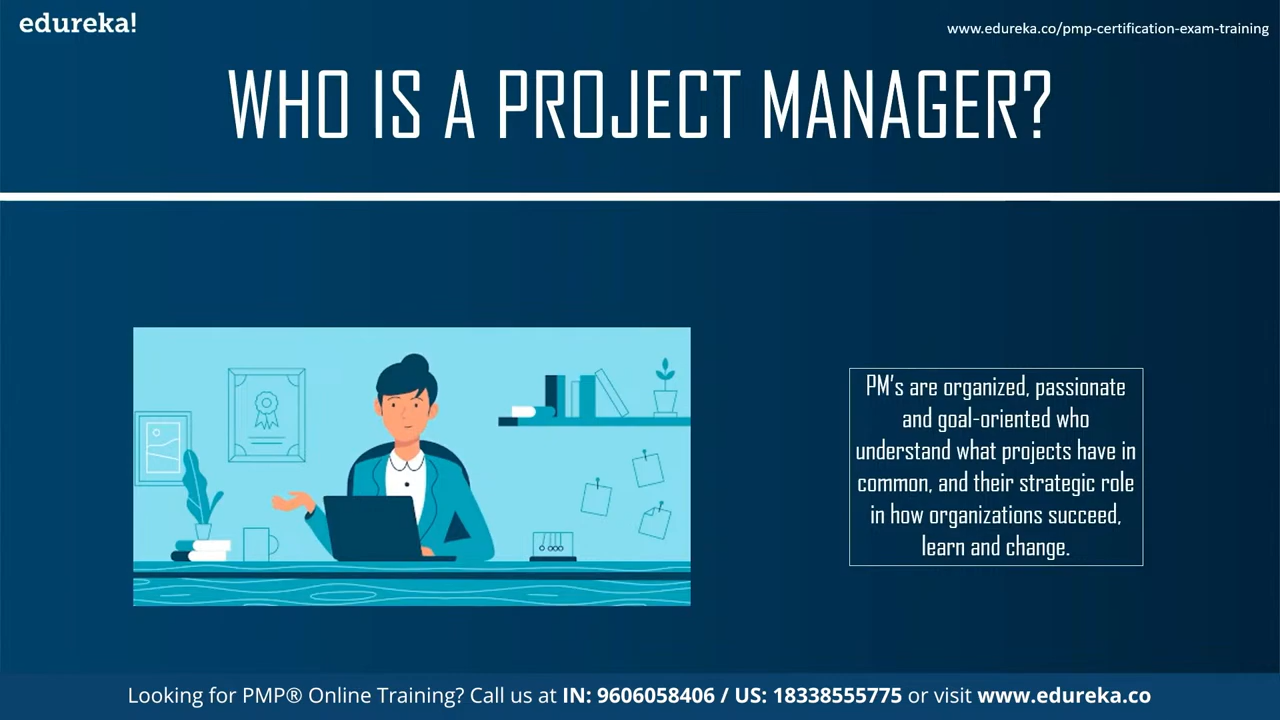 edureka!
www.edureka.co/pmp-certification-exam-training
WHO IS A PROJECT MANAGER?
PM's are organized, passionate
and goal-oriented who
understand what projects have in
common, and their strategic role
in how organizations succeed,
learn and change.
Looking for PMP® Online Training? Call us at IN: 9606058406 / US: 18338555775 or visit www.edureka.co